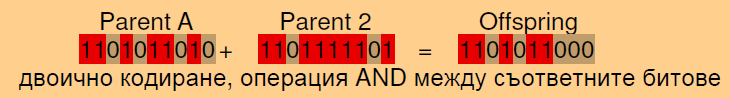 Parent A Parent 2 Offspring
1101011010 + 1101111101 = 1101011000
двоично кодиране, операция AND между съответните битове